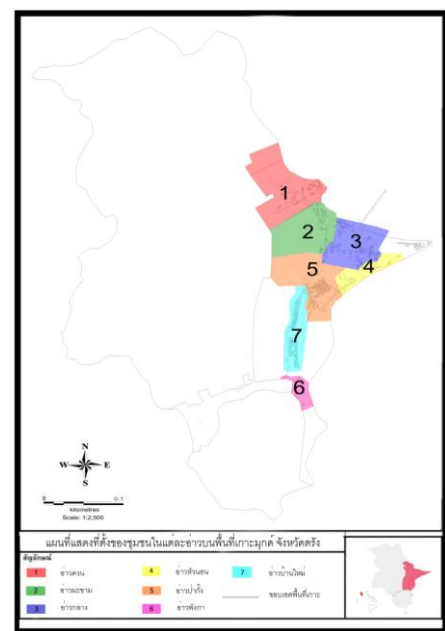 1
2
3
4
5
7
6
N
W E
S
0 0.1
kilometres
Scale: 1:2,500
แผนที่แสดงที่ตั้งของชุมชนในแต่ละอ่าวบนพื้นที่เกาะมุกด์ จังหวัดตรัง
สัญลักษณ์
1 อ่าวควน 4 อ่าวหัวนอน 7 อ่าวบ้านใหม่
2 อ่าวมะขาม 5 อ่าวปากั้ง ขอบเขตพื้นที่เกาะ
3 อ่าวกลาง 6 อ่าวพังกา